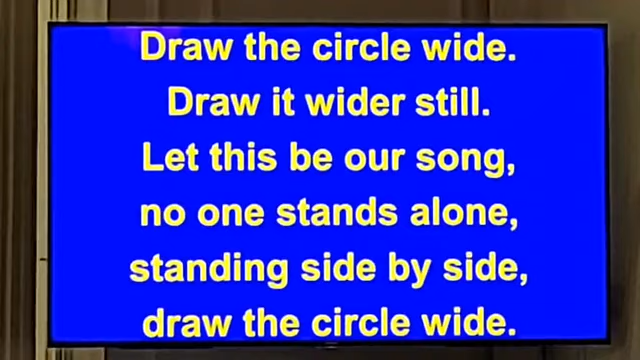 Draw the circle wide.
Draw it wider still.
Let this be our song,
no one stands alone,
standing side by side,
draw the circle wide.